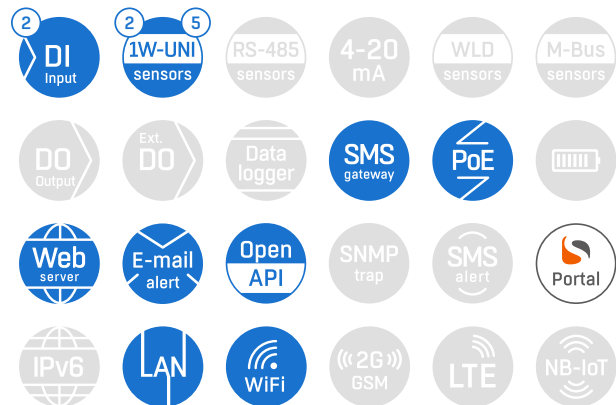 2
DI
Input
2
5
1W-UNI
sensors
RS-485
sensors
4-20
mA
WLD
sensors
M-Bus
sensors
DO
Output
Ext.
DO
Data
logger
SMS
gateway
PoE
Web
server
E-mail
alert
Open
API
SNMP
trap
SMS
alert
Portal
IPv6
LAN
WiFi
2G
GSM
LTE
NB-IoT